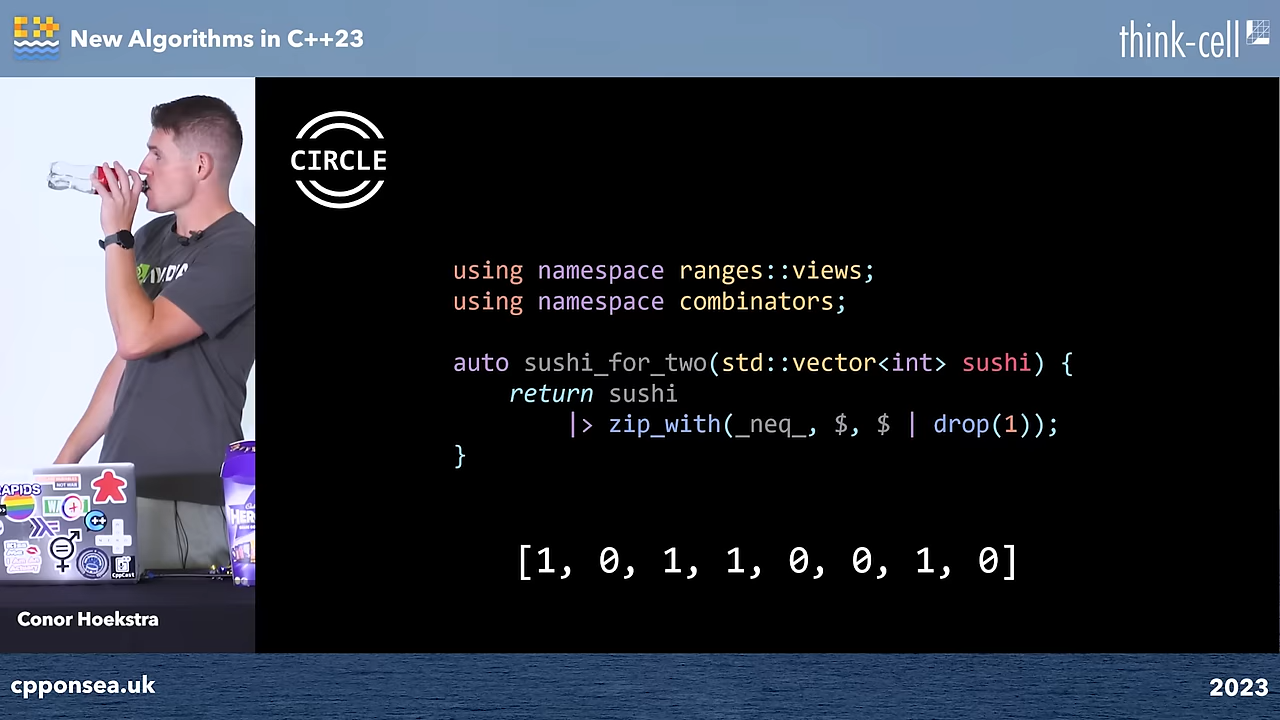 New Algorithms in C++23
think-cell
CIRCLE
using namespace ranges::views;
using namespace combinators;
auto sushi_for_two(std::vector<int> sushi) {
return sushi
|> zip_with(_neq_, $, $ | drop(1));
}
[1, 0, 1, 1, 0, 0, 1, 0]
APIDS
C++
CppCast
Conor Hoekstra
cpponsea.uk
2023